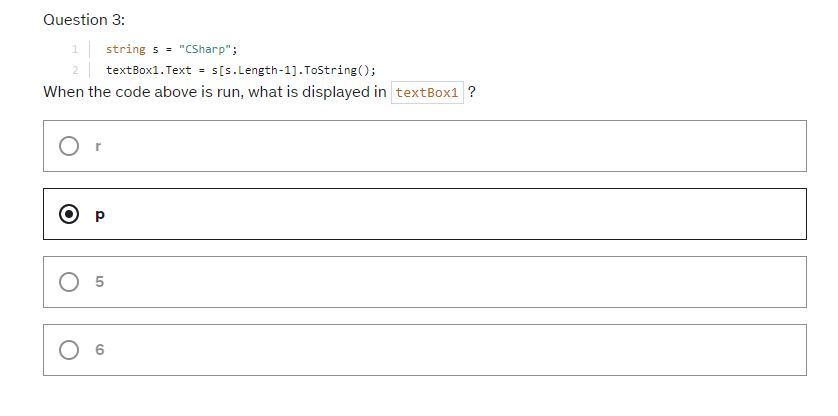 Question 3:
1 string s = "CSharp";
2 textBox1.Text = s[s.Length-1].ToString();
When the code above is run, what is displayed in textBox1 ?
r
p
5
6